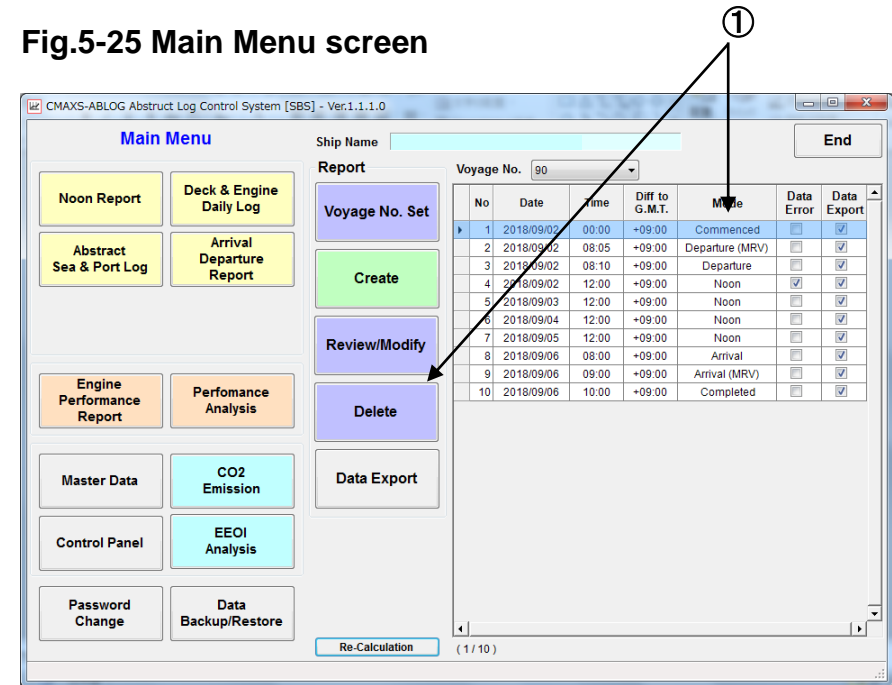 ①
Fig.5-25 Main Menu screen
CMAXS-ABLOG Abstruct Log Control System [SBS] - Ver.1.1.1.0
Main Menu
Ship Name
End
Noon Report
Deck & Engine
Daily Log
Abstract
Sea & Port Log
Arrival
Departure
Report
Engine
Performance
Report
Perfomance
Analysis
Master Data
CO2
Emission
Control Panel
EEOI
Analysis
Password
Change
Data
Backup/Restore
Report
Voyage No. Set
Create
Review/Modify
Delete
Data Export
Re-Calculation
Voyage No. 90
No Date Time Diff to G.M.T. Mode Data Error Data Export
1 2018/09/02 00:00 +09:00 Commenced
2 2018/09/02 08:05 +09:00 Departure (MRV)
3 2018/09/02 08:10 +09:00 Departure
4 2018/09/02 12:00 +09:00 Noon
5 2018/09/03 12:00 +09:00 Noon
6 2018/09/04 12:00 +09:00 Noon
7 2018/09/05 12:00 +09:00 Noon
8 2018/09/06 08:00 +09:00 Arrival
9 2018/09/06 09:00 +09:00 Arrival (MRV)
10 2018/09/06 10:00 +09:00 Completed
( 1 / 10 )